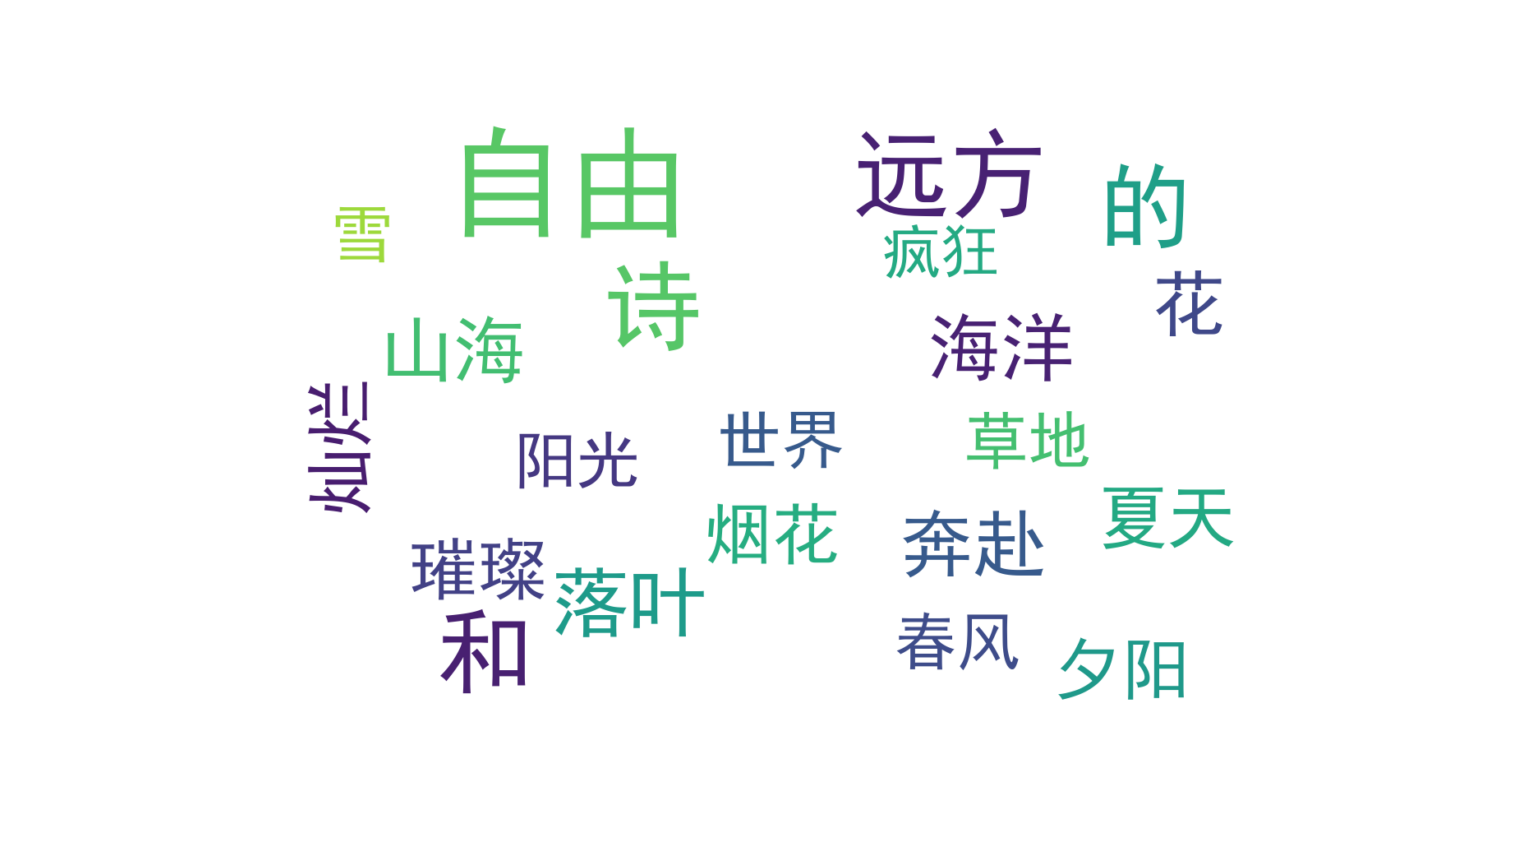 自由
远方
的
雪
疯狂
诗
花
山海
海洋
灿烂
世界
草地
阳光
夏天
烟花
奔赴
璀璨
落叶
和
春风
夕阳